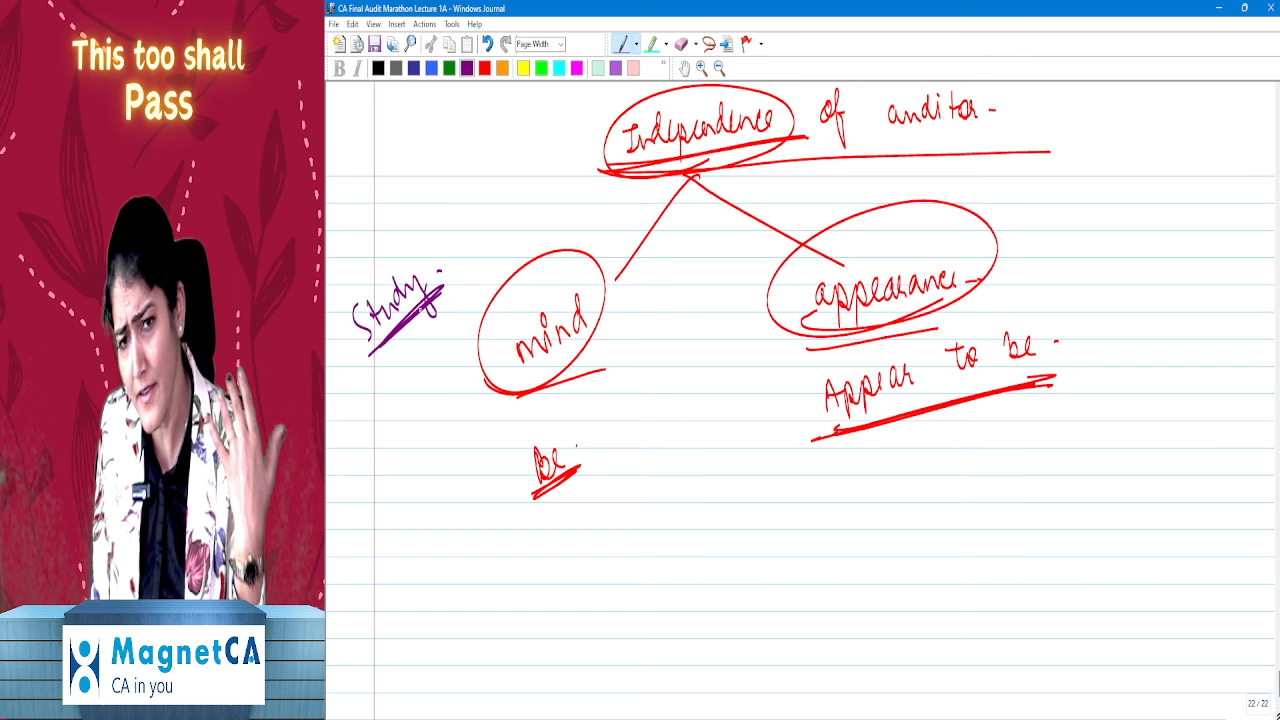 This too shall
Pass
CA Final Audit Marathon Lecture 1A - Windows Journal
File Edit View Insert Actions Tools Help
Page Width
B I
Independence of auditor.
Study.
mind
appearance
Appear to be.
Be.
MagnetCA
CA in you
22 / 22